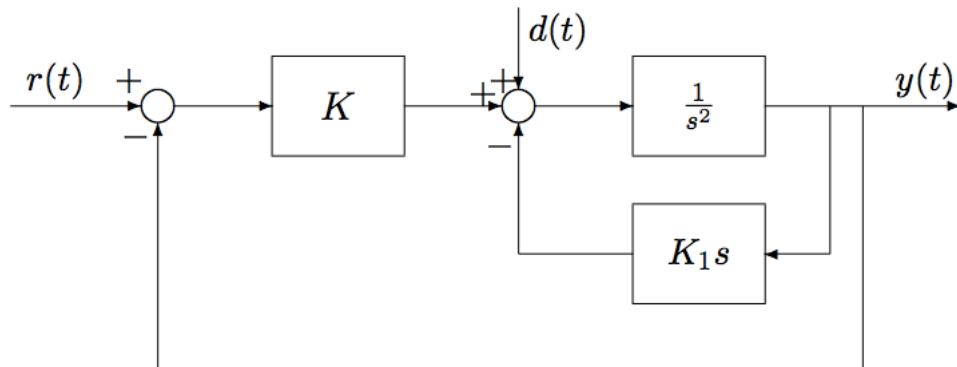 r(t)
+
−
K
+
+
d(t)
−
1/s²
y(t)
K₁s